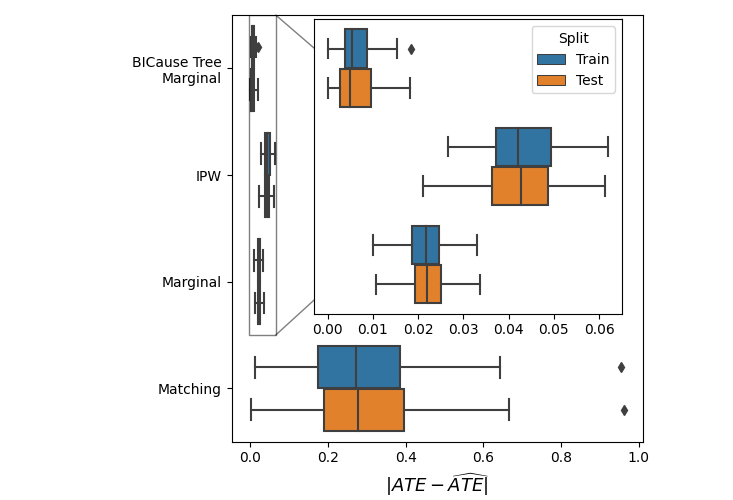 Split
Train
Test
BICause Tree
Marginal
IPW
Marginal
Matching
0.00 0.01 0.02 0.03 0.04 0.05 0.06
0.0 0.2 0.4 0.6 0.8 1.0
|ATE − \widehat{ATE}|